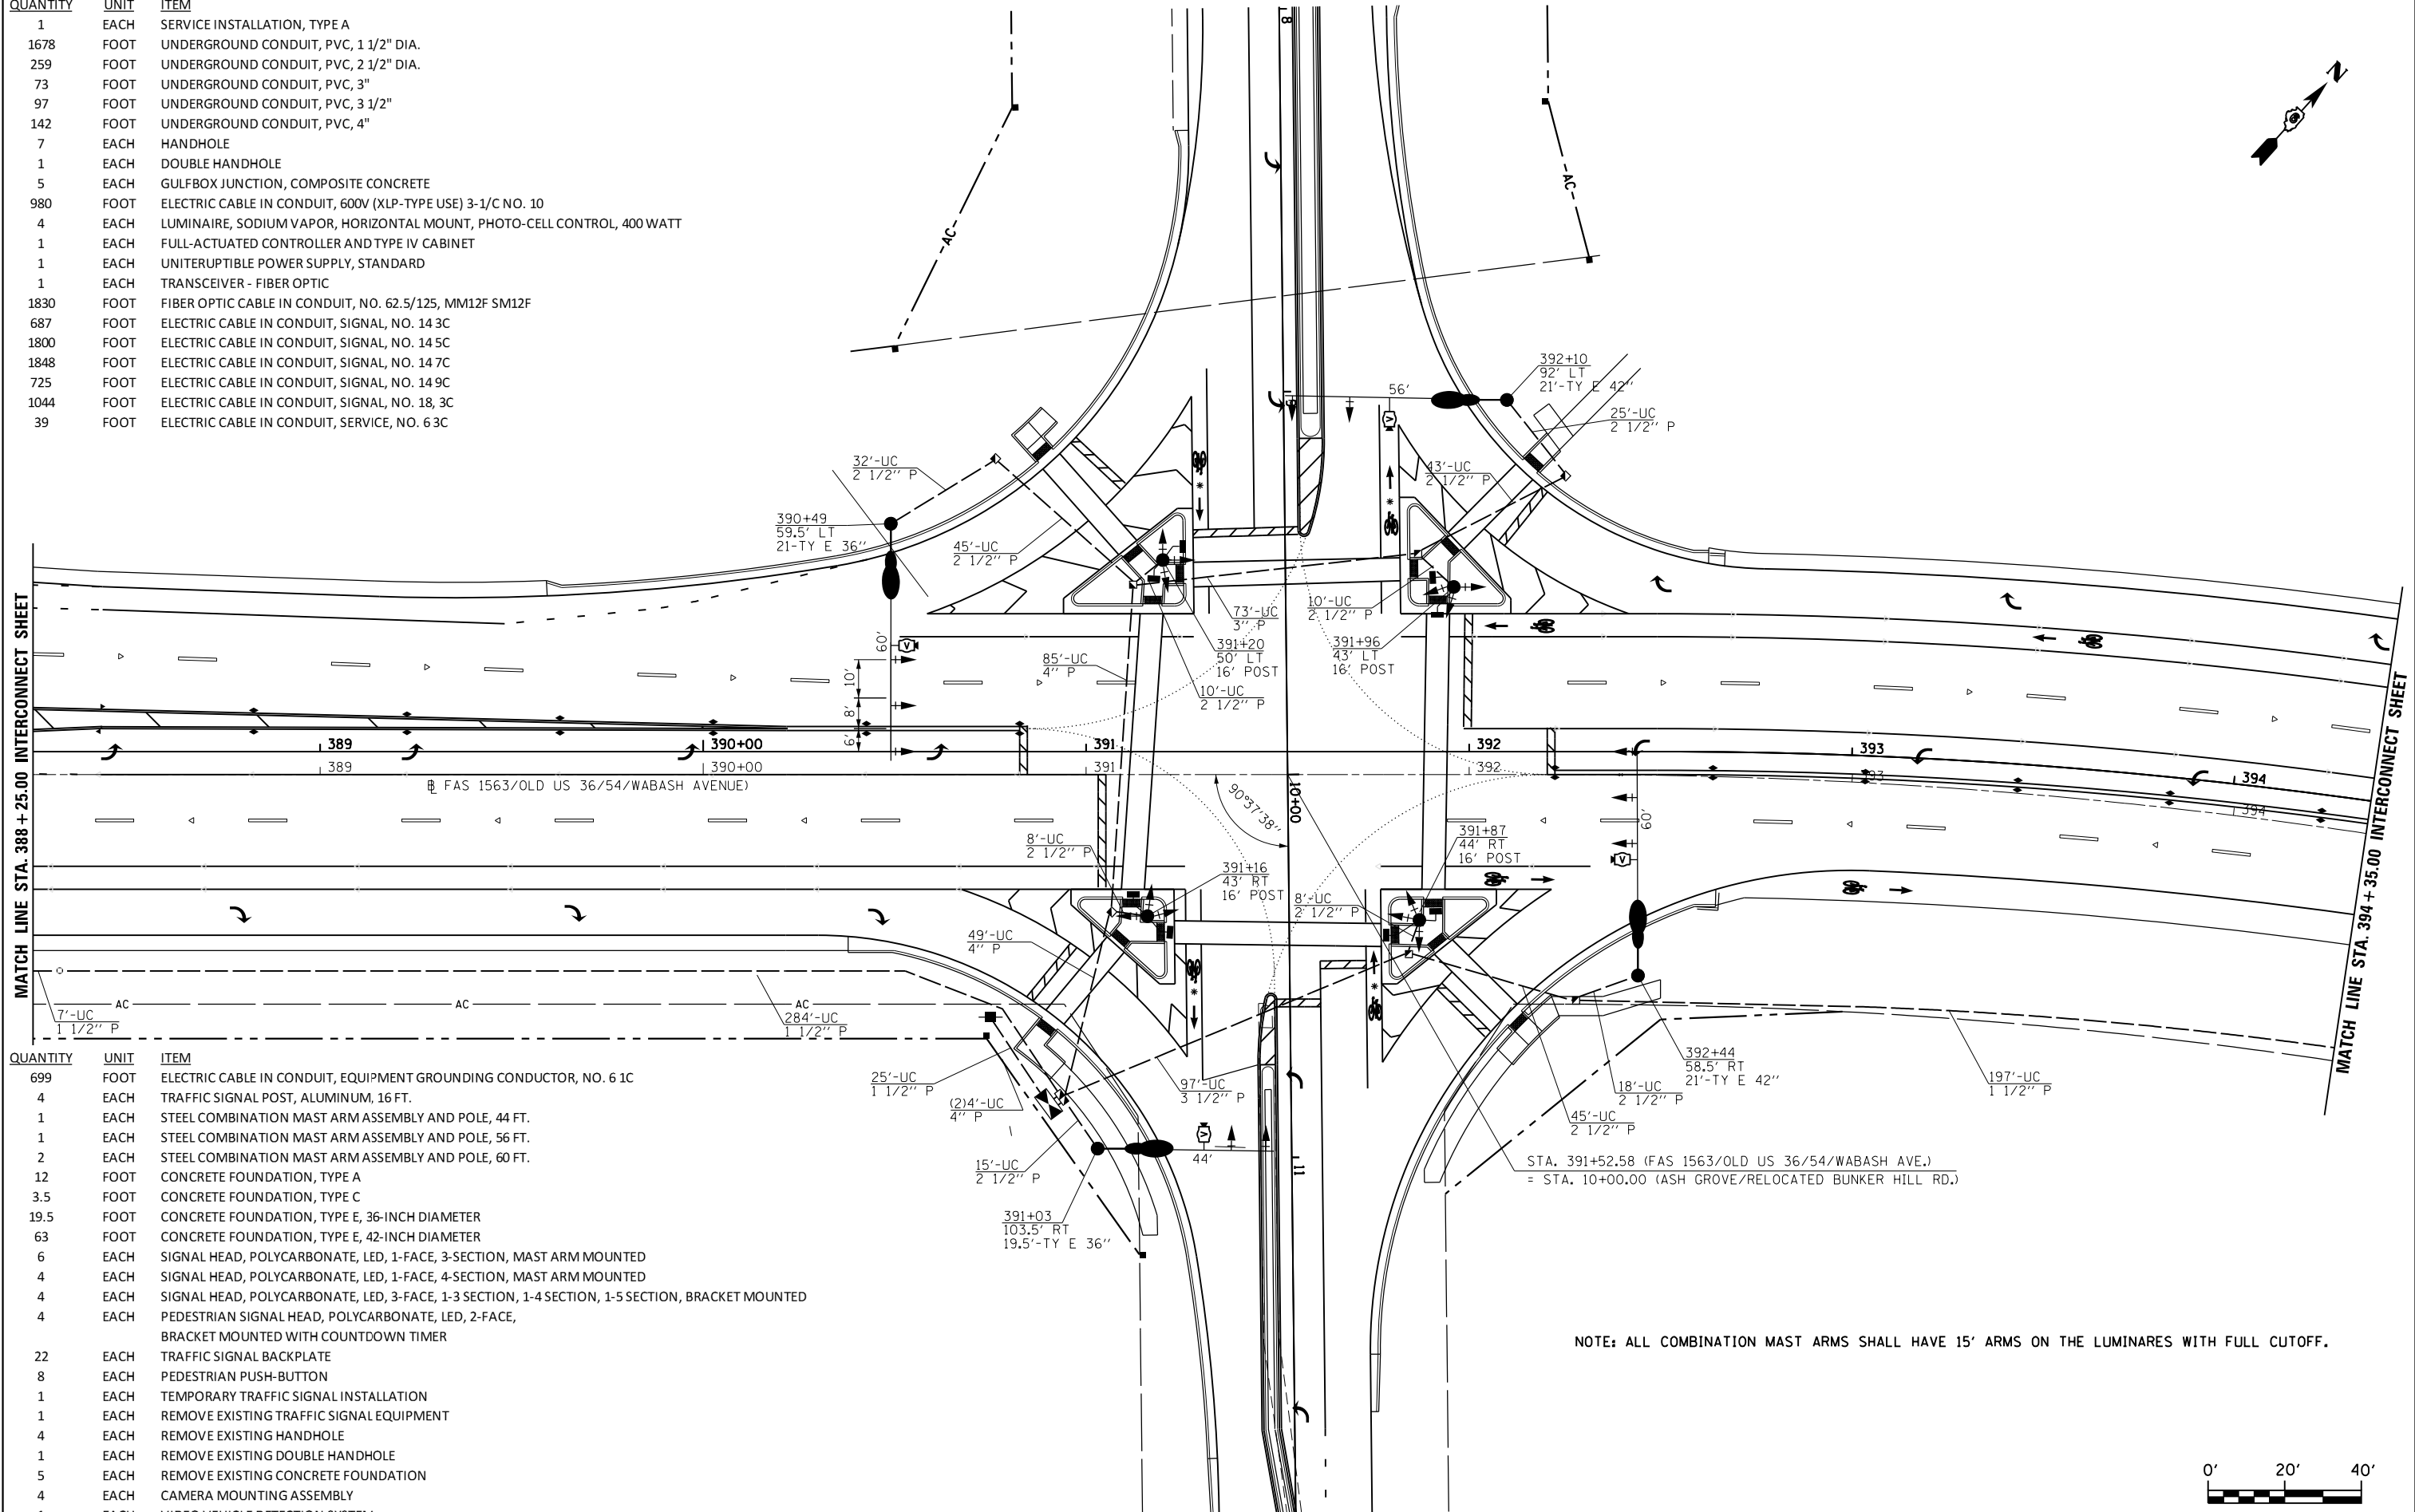 QUANTITY UNIT ITEM
1 EACH SERVICE INSTALLATION, TYPE A
1678 FOOT UNDERGROUND CONDUIT, PVC, 1 1/2" DIA.
259 FOOT UNDERGROUND CONDUIT, PVC, 2 1/2" DIA.
73 FOOT UNDERGROUND CONDUIT, PVC, 3"
97 FOOT UNDERGROUND CONDUIT, PVC, 3 1/2"
142 FOOT UNDERGROUND CONDUIT, PVC, 4"
7 EACH HANDHOLE
1 EACH DOUBLE HANDHOLE
5 EACH GULFBOX JUNCTION, COMPOSITE CONCRETE
980 FOOT ELECTRIC CABLE IN CONDUIT, 600V (XLP-TYPE USE) 3-1/C NO. 10
4 EACH LUMINAIRE, SODIUM VAPOR, HORIZONTAL MOUNT, PHOTO-CELL CONTROL, 400 WATT
1 EACH FULL-ACTUATED CONTROLLER AND TYPE IV CABINET
1 EACH UNITERUPTIBLE POWER SUPPLY, STANDARD
1 EACH TRANSCEIVER - FIBER OPTIC
1830 FOOT FIBER OPTIC CABLE IN CONDUIT, NO. 62.5/125, MM12F SM12F
687 FOOT ELECTRIC CABLE IN CONDUIT, SIGNAL, NO. 14 3C
1800 FOOT ELECTRIC CABLE IN CONDUIT, SIGNAL, NO. 14 5C
1848 FOOT ELECTRIC CABLE IN CONDUIT, SIGNAL, NO. 14 7C
725 FOOT ELECTRIC CABLE IN CONDUIT, SIGNAL, NO. 14 9C
1044 FOOT ELECTRIC CABLE IN CONDUIT, SIGNAL, NO. 18, 3C
39 FOOT ELECTRIC CABLE IN CONDUIT, SERVICE, NO. 6 3C
8
N
-AC-
-AC-
392+10
92' LT
21'-TY E 42"
56'
9
25'-UC
2 1/2" P
32'-UC
2 1/2" P
43'-UC
2 1/2" P
390+49
59.5' LT
21-TY E 36"
45'-UC
2 1/2" P
73'-UC
3" P
10'-UC
2 1/2" P
391+20
50' LT
16' POST
391+96
43' LT
16' POST
85'-UC
4" P
10'-UC
2 1/2" P
60'
10'
8'
6'
V
V
V
V
MATCH LINE STA. 388 + 25.00 INTERCONNECT SHEET
389 390+00 391 392 393 394
389 390+00 391 392 393 394
℄ FAS 1563/OLD US 36/54/WABASH AVENUE)
90°37'38"
10+00
60'
MATCH LINE STA. 394 + 35.00 INTERCONNECT SHEET
8'-UC
2 1/2" P
391+16
43' RT
16' POST
391+87
44' RT
16' POST
8'-UC
2 1/2" P
49'-UC
4" P
AC AC AC
7'-UC
1 1/2" P
284'-UC
1 1/2" P
25'-UC
1 1/2" P
(2)4'-UC
4" P
97'-UC
3 1/2" P
392+44
58.5' RT
21'-TY E 42"
18'-UC
2 1/2" P
197'-UC
1 1/2" P
45'-UC
2 1/2" P
44'
11
15'-UC
2 1/2" P
391+03
103.5' RT
19.5'-TY E 36"
STA. 391+52.58 (FAS 1563/OLD US 36/54/WABASH AVE.)
= STA. 10+00.00 (ASH GROVE/RELOCATED BUNKER HILL RD.)
QUANTITY UNIT ITEM
699 FOOT ELECTRIC CABLE IN CONDUIT, EQUIPMENT GROUNDING CONDUCTOR, NO. 6 1C
4 EACH TRAFFIC SIGNAL POST, ALUMINUM, 16 FT.
1 EACH STEEL COMBINATION MAST ARM ASSEMBLY AND POLE, 44 FT.
1 EACH STEEL COMBINATION MAST ARM ASSEMBLY AND POLE, 56 FT.
2 EACH STEEL COMBINATION MAST ARM ASSEMBLY AND POLE, 60 FT.
12 FOOT CONCRETE FOUNDATION, TYPE A
3.5 FOOT CONCRETE FOUNDATION, TYPE C
19.5 FOOT CONCRETE FOUNDATION, TYPE E, 36-INCH DIAMETER
63 FOOT CONCRETE FOUNDATION, TYPE E, 42-INCH DIAMETER
6 EACH SIGNAL HEAD, POLYCARBONATE, LED, 1-FACE, 3-SECTION, MAST ARM MOUNTED
4 EACH SIGNAL HEAD, POLYCARBONATE, LED, 1-FACE, 4-SECTION, MAST ARM MOUNTED
4 EACH SIGNAL HEAD, POLYCARBONATE, LED, 3-FACE, 1-3 SECTION, 1-4 SECTION, 1-5 SECTION, BRACKET MOUNTED
4 EACH PEDESTRIAN SIGNAL HEAD, POLYCARBONATE, LED, 2-FACE,
BRACKET MOUNTED WITH COUNTDOWN TIMER
22 EACH TRAFFIC SIGNAL BACKPLATE
8 EACH PEDESTRIAN PUSH-BUTTON
1 EACH TEMPORARY TRAFFIC SIGNAL INSTALLATION
1 EACH REMOVE EXISTING TRAFFIC SIGNAL EQUIPMENT
4 EACH REMOVE EXISTING HANDHOLE
1 EACH REMOVE EXISTING DOUBLE HANDHOLE
5 EACH REMOVE EXISTING CONCRETE FOUNDATION
4 EACH CAMERA MOUNTING ASSEMBLY
NOTE: ALL COMBINATION MAST ARMS SHALL HAVE 15' ARMS ON THE LUMINARES WITH FULL CUTOFF.
0' 20' 40'